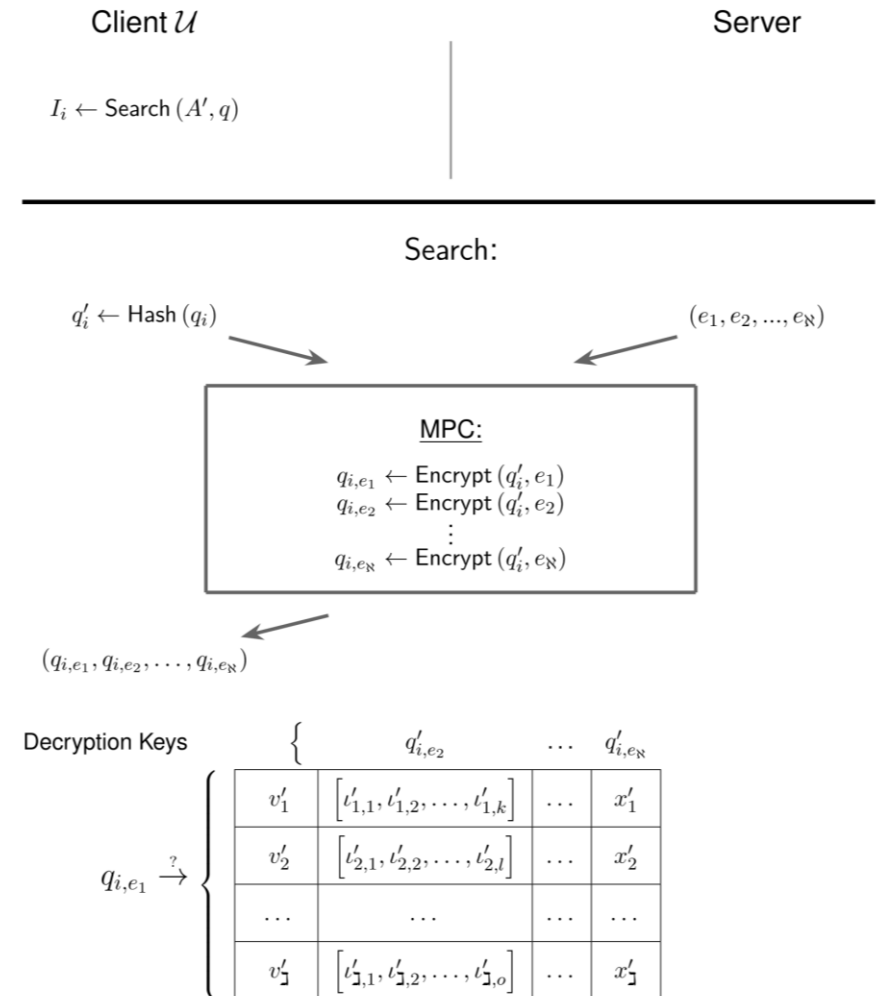 Client 𝒰 Server
I_i ← Search (A′, q)
Search:
q′_i ← Hash (q_i) (e_1, e_2, ..., e_ℵ)
MPC:
q_{i,e_1} ← Encrypt (q′_i, e_1)
q_{i,e_2} ← Encrypt (q′_i, e_2)
⋮
q_{i,e_ℵ} ← Encrypt (q′_i, e_ℵ)
(q_{i,e_1}, q_{i,e_2}, . . . , q_{i,e_ℵ})
Decryption Keys { q′_{i,e_2} . . . q′_{i,e_ℵ}
v′_1 [ι′_{1,1}, ι′_{1,2}, . . . , ι′_{1,k}] . . . x′_1
q_{i,e_1} →^? { v′_2 [ι′_{2,1}, ι′_{2,2}, . . . , ι′_{2,l}] . . . x′_2
. . . . . . . . . . . .
v′_ℷ [ι′_{ℷ,1}, ι′_{ℷ,2}, . . . , ι′_{ℷ,o}] . . . x′_ℷ